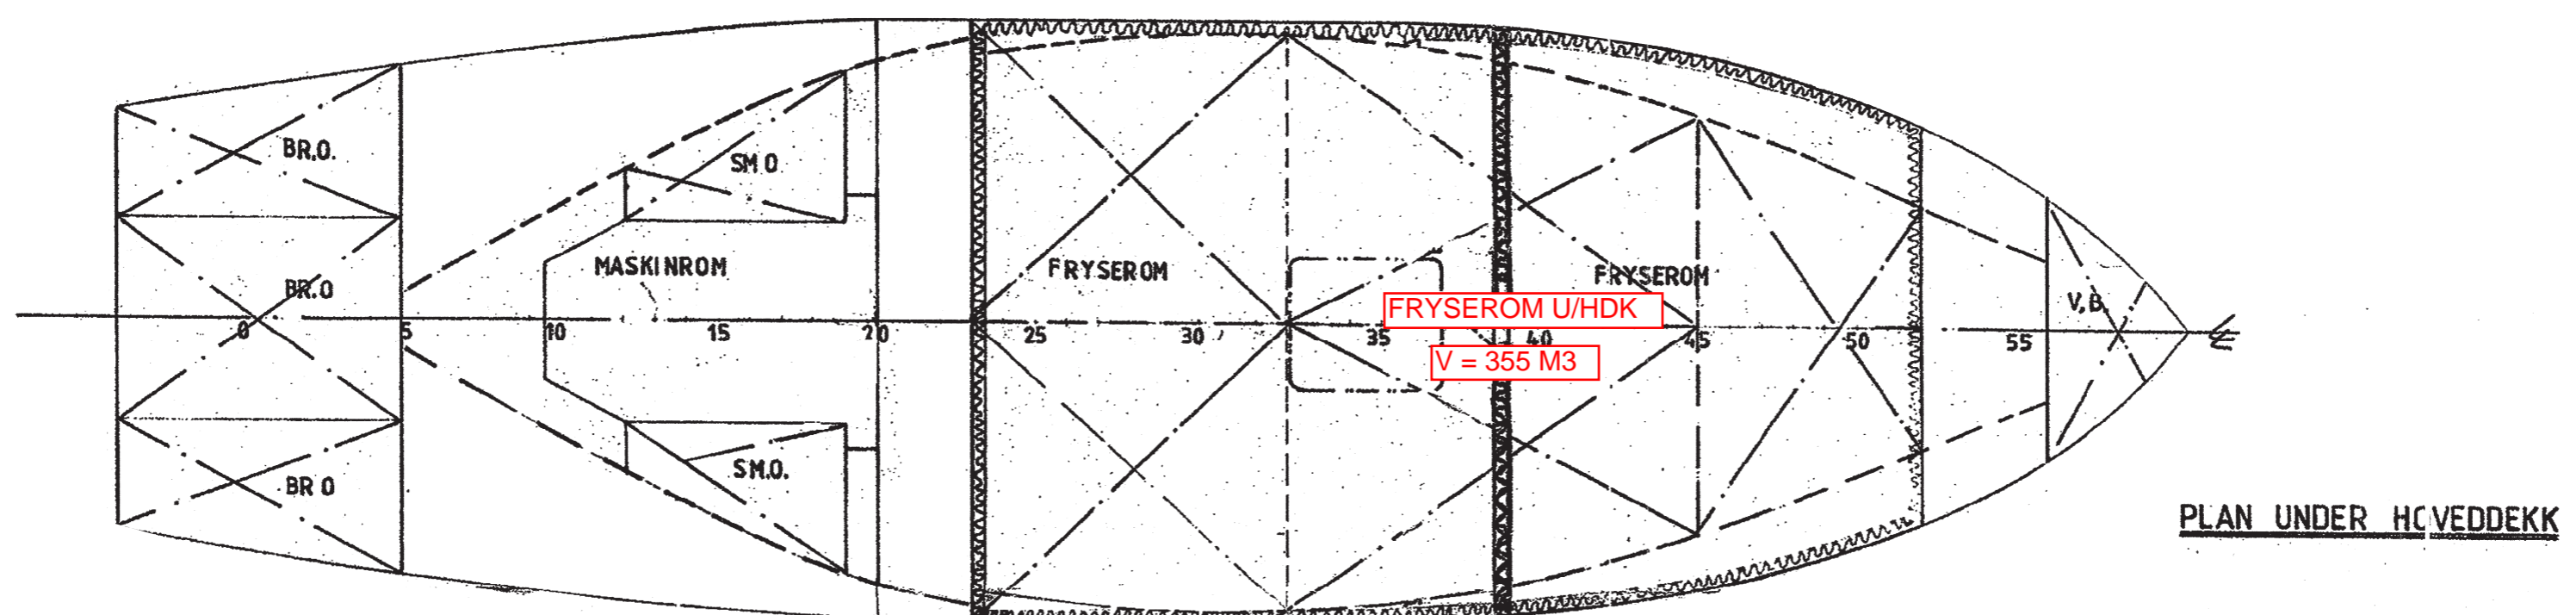 BR.O.
SM O
MASKINROM
FRYSEROM
FRYSEROM
BR.O
V,B.
FRYSEROM U/HDK
0 5 10 15 20 25 30 35 40 45 50 55
V = 355 M3
SM.O.
BR O
PLAN UNDER HOVEDDEKK